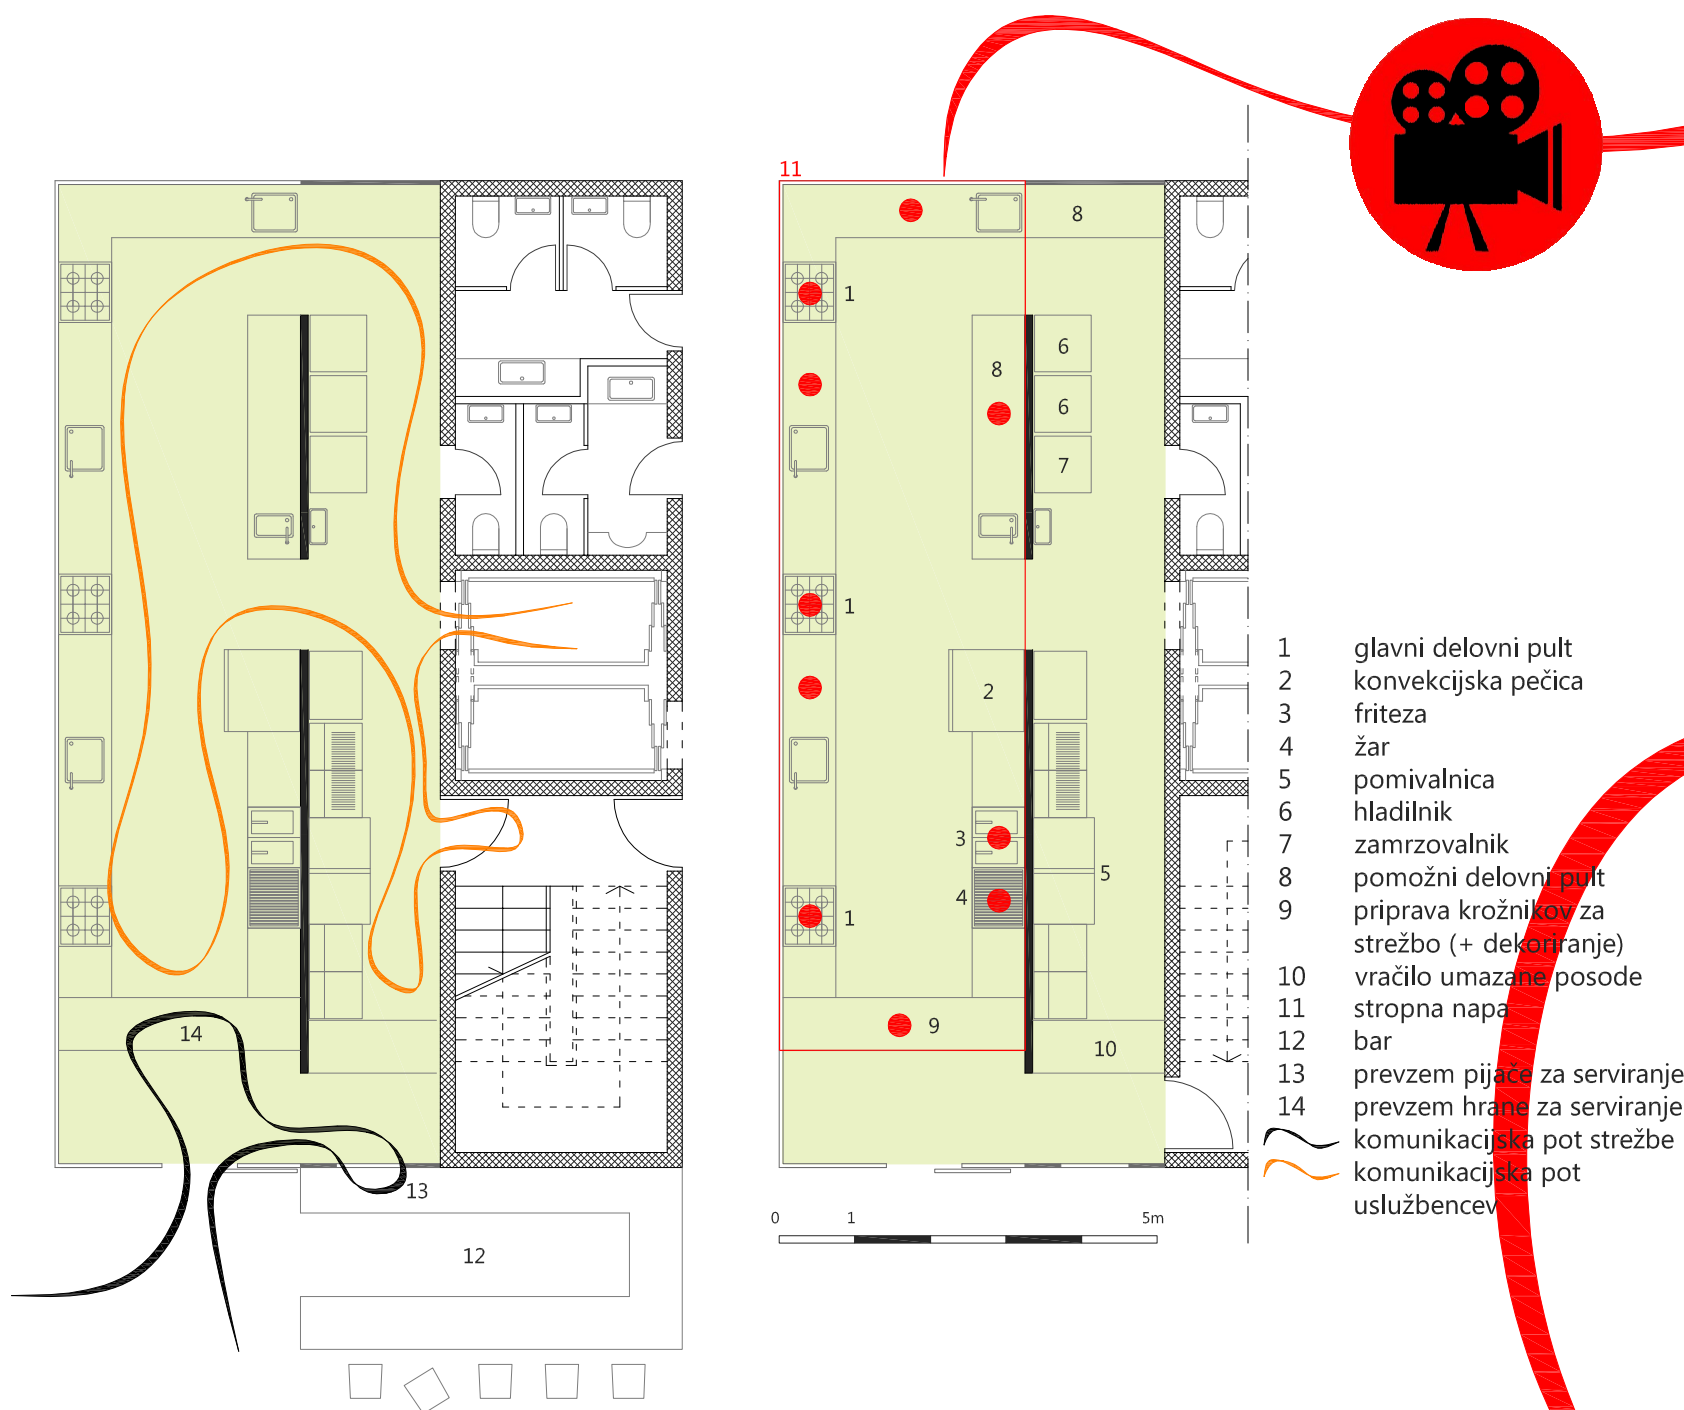 11
8
1
6
8
6
7
1
2
3
4
5
1
14
9
10
13
12
0 1 5m
1 glavni delovni pult
2 konvekcijska pečica
3 friteza
4 žar
5 pomivalnica
6 hladilnik
7 zamrzovalnik
8 pomožni delovni pult
9 priprava krožnikov za
strežbo (+ dekoriranje)
10 vračilo umazane posode
11 stropna napa
12 bar
13 prevzem pijače za serviranje
14 prevzem hrane za serviranje
komunikacijska pot strežbe
komunikacijska pot
uslužbencev